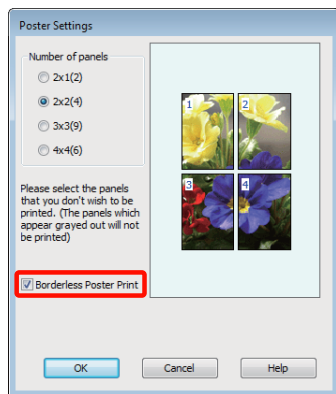 Poster Settings
Number of panels
2x1(2)
2x2(4)
3x3(9)
4x4(6)
Please select the panels
that you don't wish to be
printed. (The panels which
appear grayed out will not
be printed)
Borderless Poster Print
1
2
3
4
OK
Cancel
Help